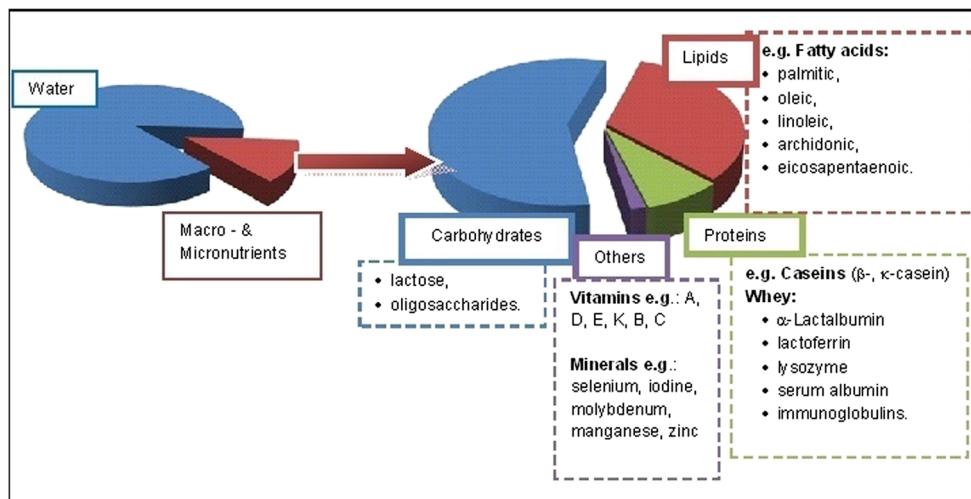 Water
Macro - &
Micronutrients
Carbohydrates
• lactose,
• oligosaccharides.
Others
Vitamins e.g.: A,
D, E, K, B, C
Minerals e.g.:
selenium, iodine,
molybdenum,
manganese, zinc
Lipids
e.g. Fatty acids:
• palmitic,
• oleic,
• linoleic,
• archidonic,
• eicosapentaenoic.
Proteins
e.g. Caseins (β-, κ-casein)
Whey:
• α-Lactalbumin
• lactoferrin
• lysozyme
• serum albumin
• immunoglobulins.